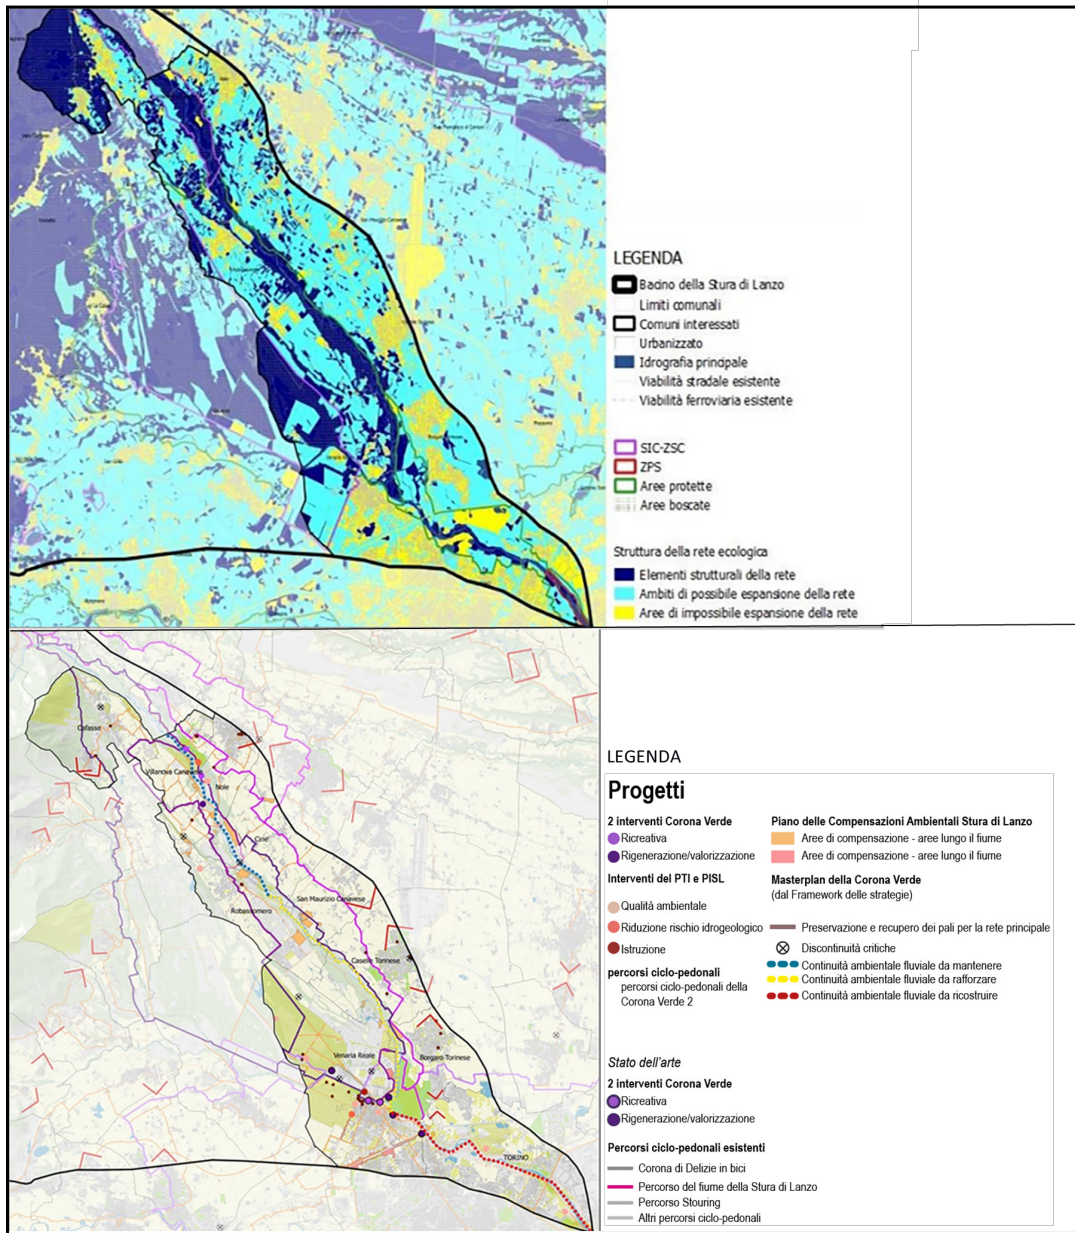 LEGENDA
Bacino della Stura di Lanzo
Limiti comunali
Comuni interessati
Urbanizzato
Idrografia principale
Viabilità stradale esistente
Viabilità ferroviaria esistente
SIC-ZSC
ZPS
Aree protette
Aree boscate
Struttura della rete ecologica
Elementi strutturali della rete
Ambiti di possibile espansione della rete
Aree di impossibile espansione della rete
Cafasse
Villanova Canavese
Nole
Ciriè
San Maurizio Canavese
Robassomero
Caselle Torinese
Venaria Reale
Borgaro Torinese
TORINO
LEGENDA
Progetti
2 interventi Corona Verde
Ricreativa
Rigenerazione/valorizzazione
Interventi del PTI e PISL
Qualità ambientale
Riduzione rischio idrogeologico
Istruzione
percorsi ciclo-pedonali
percorsi ciclo-pedonali della
Corona Verde 2
Piano delle Compensazioni Ambientali Stura di Lanzo
Aree di compensazione - aree lungo il fiume
Aree di compensazione - aree lungo il fiume
Masterplan della Corona Verde
(dal Framework delle strategie)
Preservazione e recupero dei pali per la rete principale
Discontinuità critiche
Continuità ambientale fluviale da mantenere
Continuità ambientale fluviale da rafforzare
Continuità ambientale fluviale da ricostruire
Stato dell'arte
2 interventi Corona Verde
Ricreativa
Rigenerazione/valorizzazione
Percorsi ciclo-pedonali esistenti
Corona di Delizie in bici
Percorso del fiume della Stura di Lanzo
Percorso Stouring
Altri percorsi ciclo-pedonali